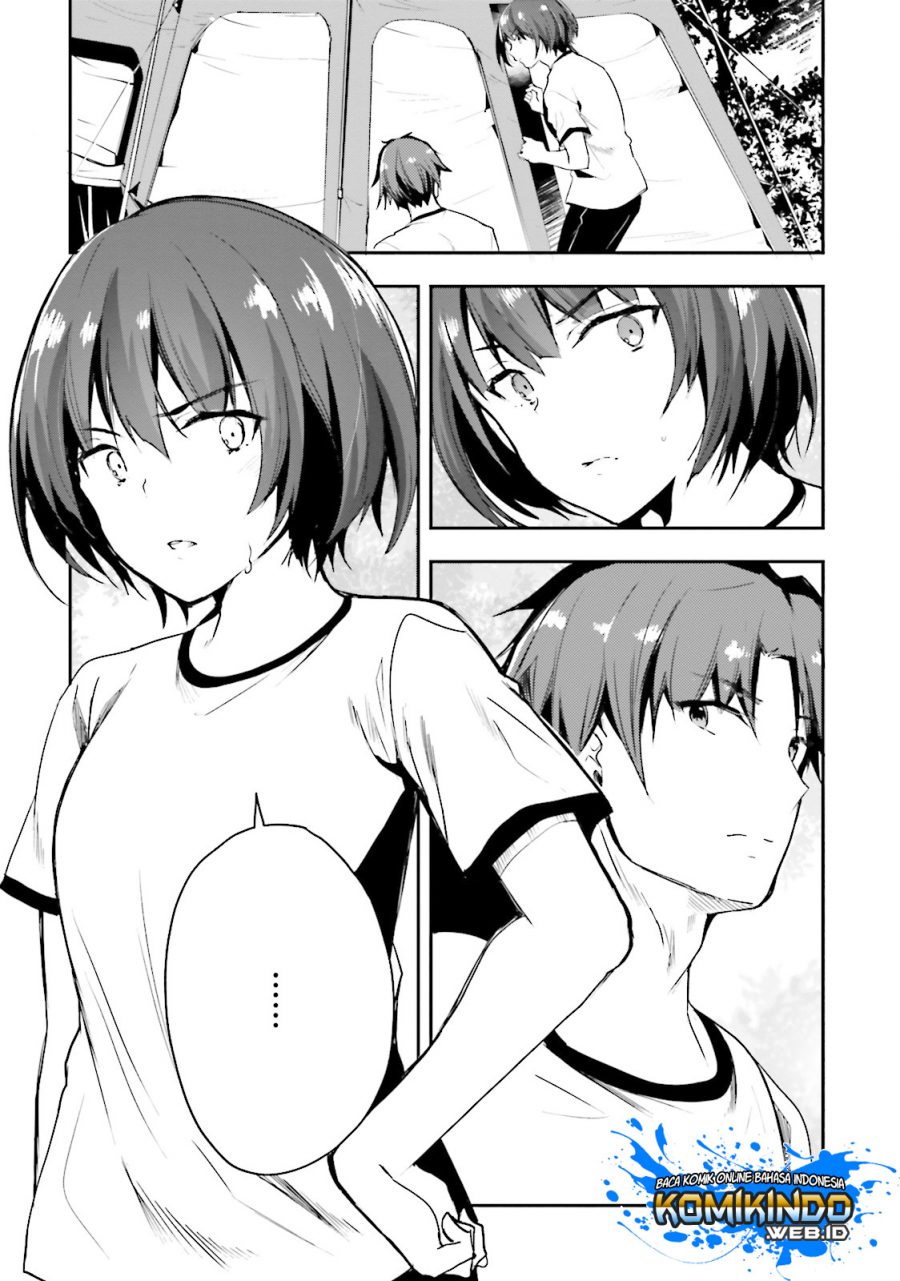 ......
BACA KOMIK ONLINE BAHASA INDONESIA
KOMIKINDO
.WEB.ID